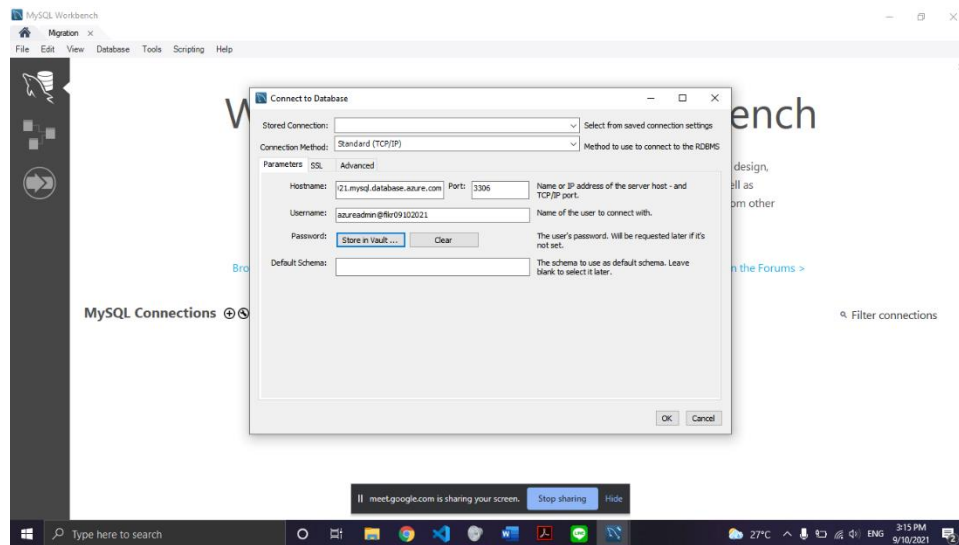 MySQL Workbench
Migration
File Edit View Database Tools Scripting Help
W
ench
Connect to Database
Stored Connection:
Select from saved connection settings
Connection Method:
Standard (TCP/IP)
Method to use to connect to the RDBMS
Parameters SSL Advanced
Hostname:
21.mysql.database.azure.com
Port:
3306
Name or IP address of the server host - and
TCP/IP port.
Username:
azureadmin@fikr09102021
Name of the user to connect with.
Password:
Store in Vault ...
Clear
The user's password. Will be requested later if it's
not set.
Default Schema:
The schema to use as default schema. Leave
blank to select it later.
OK Cancel
design,
ell as
om other
Bro
n the Forums >
MySQL Connections
Filter connections
meet.google.com is sharing your screen.
Stop sharing
Hide
Type here to search
27°C
ENG
3:15 PM
9/10/2021
2